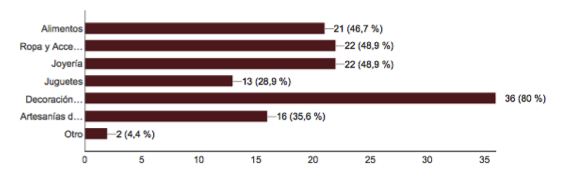 Alimentos 21 (46,7 %)
Ropa y Acce… 22 (48,9 %)
Joyería 22 (48,9 %)
Juguetes 13 (28,9 %)
Decoración… 36 (80 %)
Artesanías d… 16 (35,6 %)
Otro 2 (4,4 %)
0 5 10 15 20 25 30 35